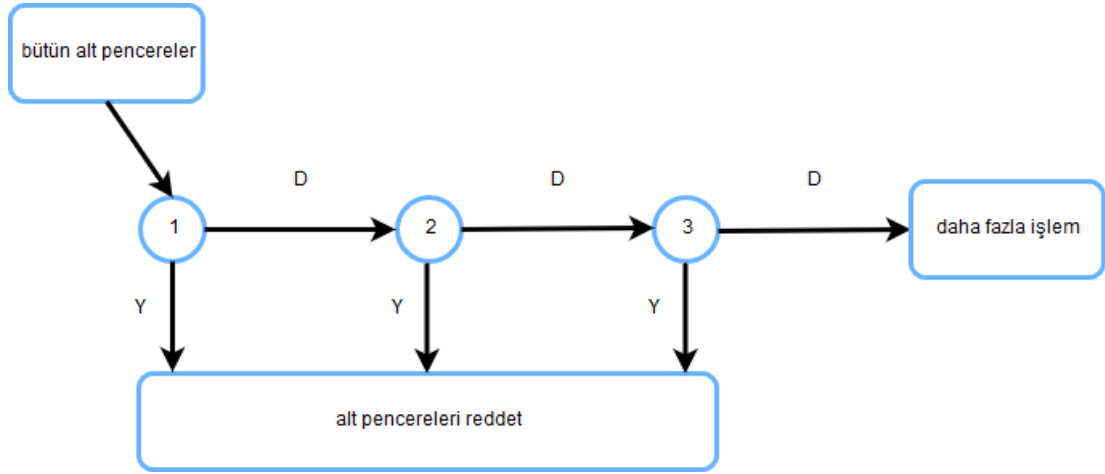 bütün alt pencereler
D
D
D
1
2
3
daha fazla işlem
Y
Y
Y
alt pencereleri reddet